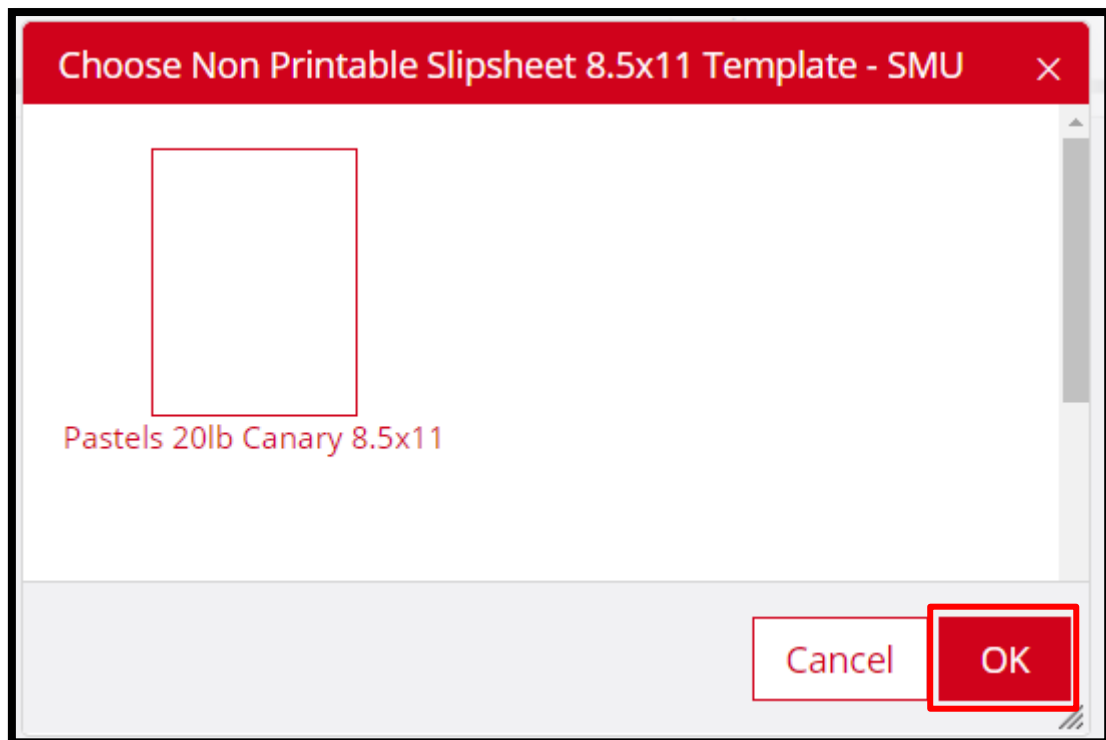 Choose Non Printable Slipsheet 8.5x11 Template - SMU
Pastels 20lb Canary 8.5x11
Cancel
OK